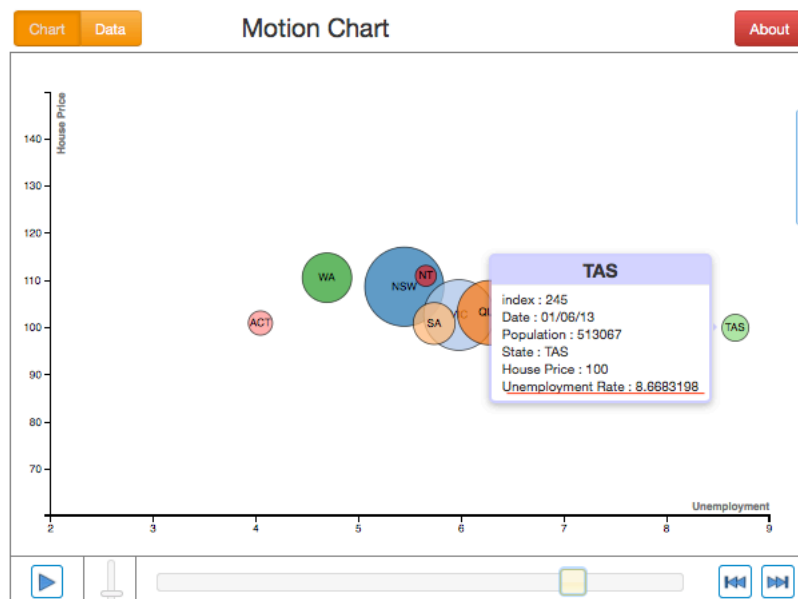 Chart Data Motion Chart About
House Price
140
130
120
110
100
90
80
70
WA
NSW
NT
ACT
SA
TAS
TAS
index : 245
Date : 01/06/13
Population : 513067
State : TAS
House Price : 100
Unemployment Rate : 8.6683198
Unemployment
2 3 4 5 6 7 8 9